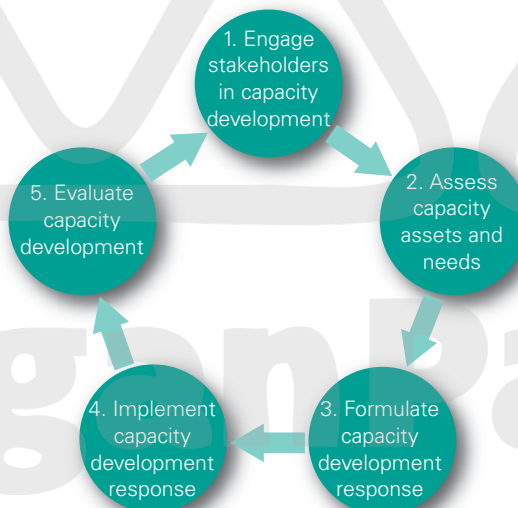 1. Engage
stakeholders
in capacity
development
2. Assess
capacity
assets and
needs
3. Formulate
capacity
development
response
4. Implement
capacity
development
response
5. Evaluate
capacity
development